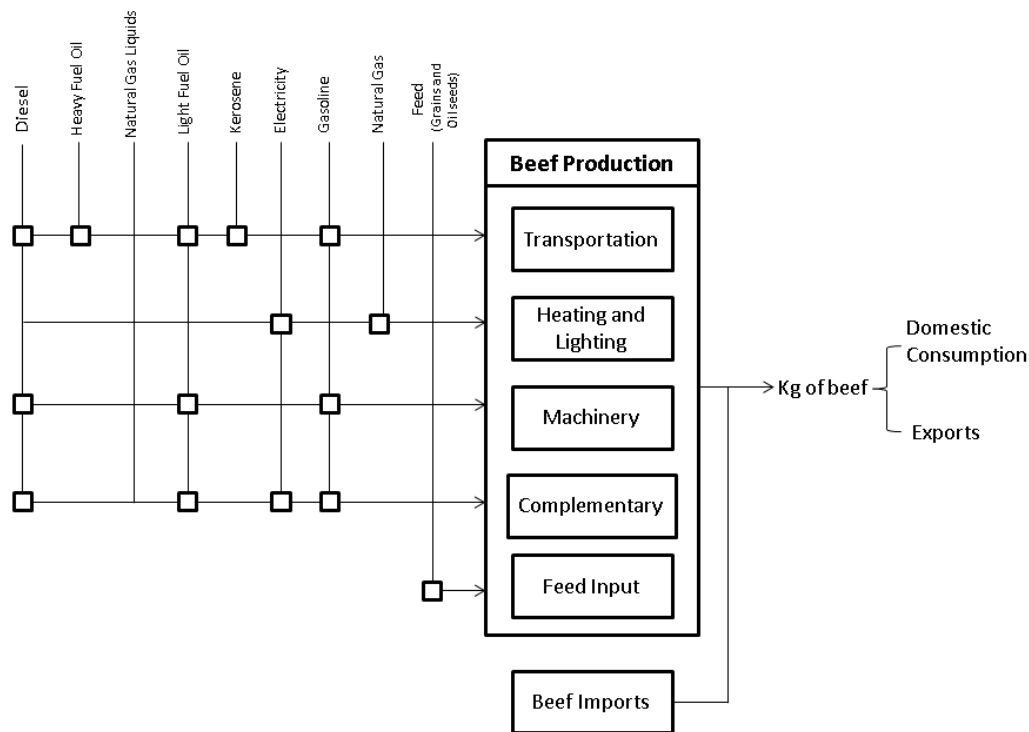 Diesel
Heavy Fuel Oil
Natural Gas Liquids
Light Fuel Oil
Kerosene
Electricity
Gasoline
Natural Gas
Feed
(Grains and
Oil seeds)
Beef Production
Transportation
Heating and
Lighting
Machinery
Complementary
Feed Input
Beef Imports
Kg of beef
Domestic
Consumption
Exports